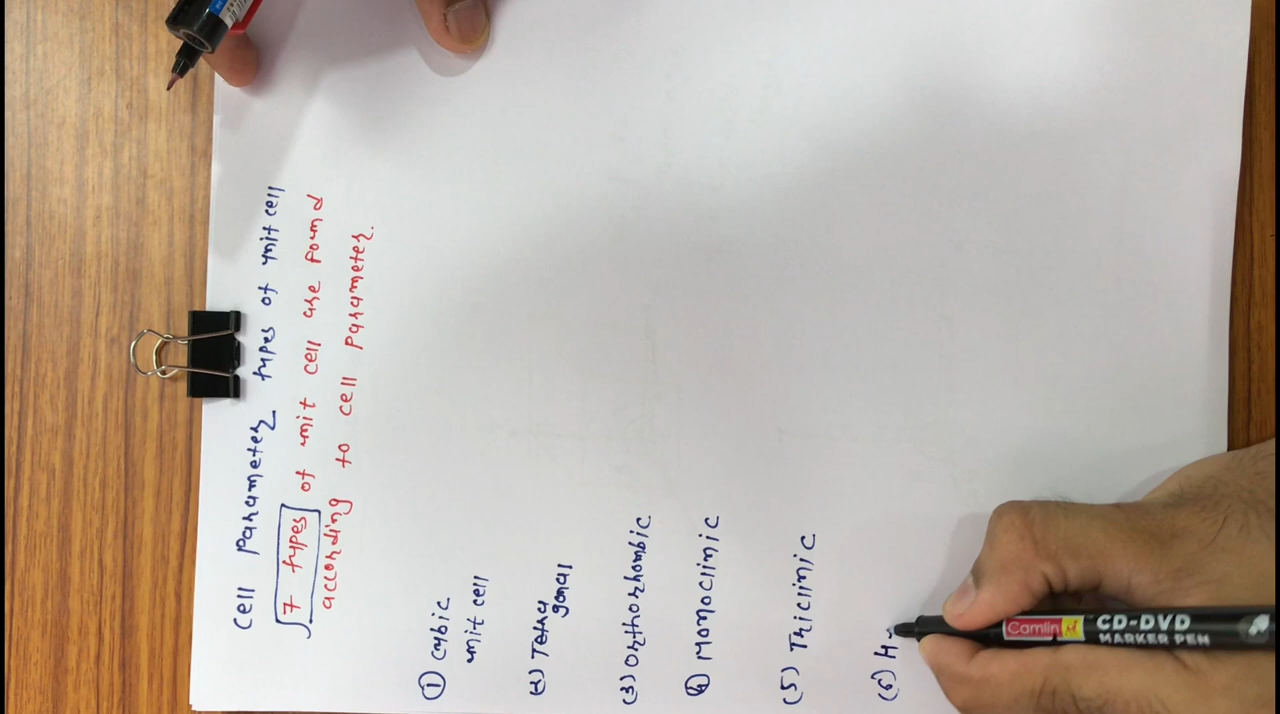 Cell parameter types of unit cell
7 types of unit cell are found
according to cell parameter.
① Cubic
unit cell
(2) Tetra
gonal
(3) Orthorhombic
④ Monoclinic
(5) Triclinic
(6) H
Camlin CD-DVD
MARKER PEN